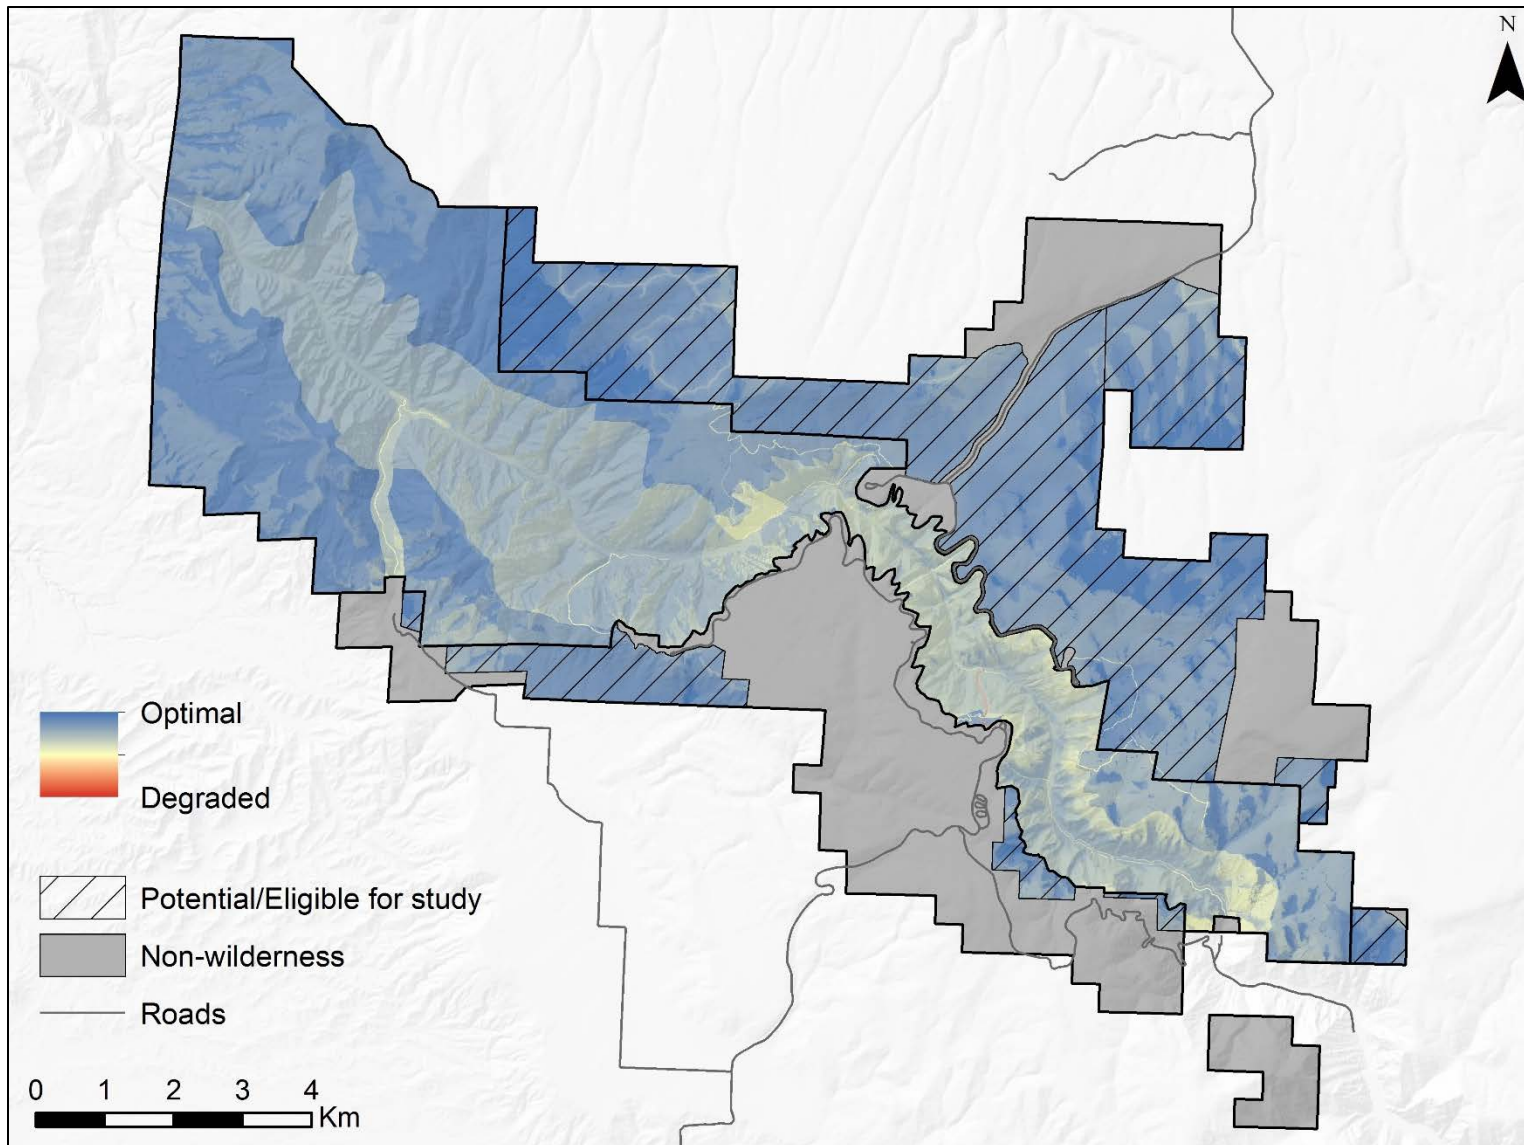 N
Optimal
Degraded
Potential/Eligible for study
Non-wilderness
Roads
0 1 2 3 4
Km